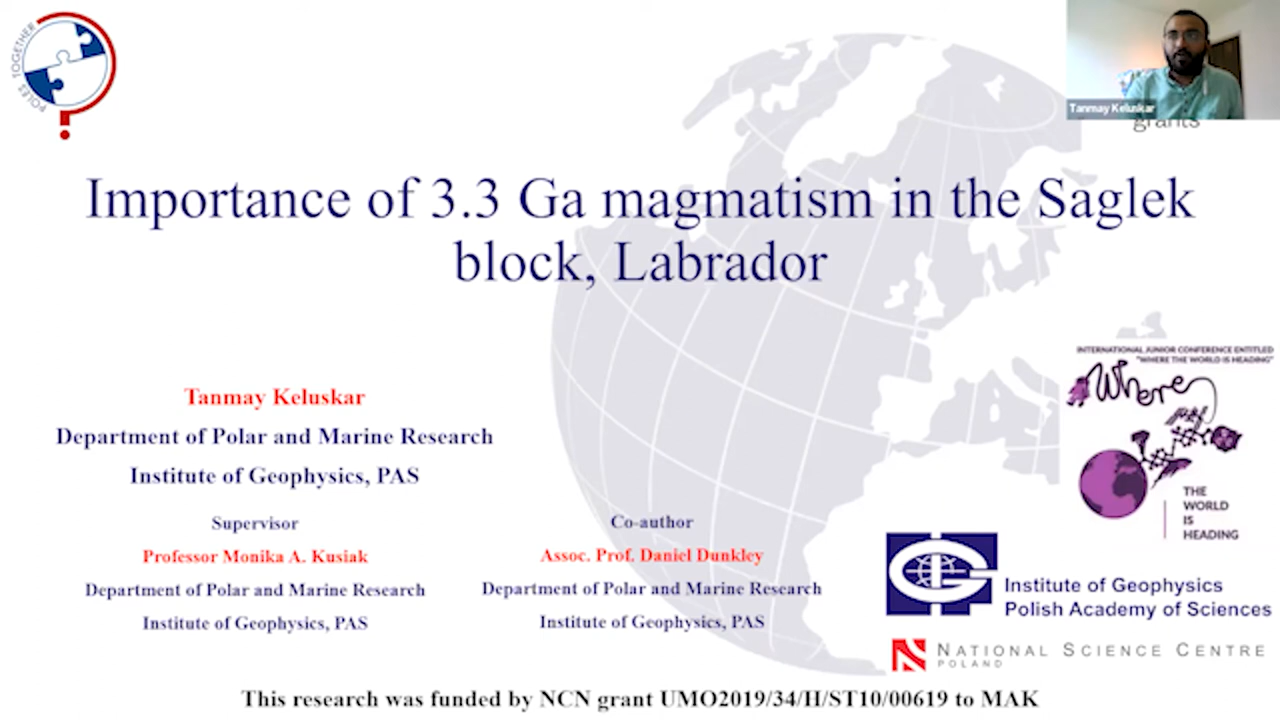 POLES TOGETHER
Tanmay Keluskar
grants
Importance of 3.3 Ga magmatism in the Saglek
block, Labrador
INTERNATIONAL JUNIOR CONFERENCE ENTITLED
"WHERE THE WORLD IS HEADING"
Where
THE
WORLD
IS
HEADING
Tanmay Keluskar
Department of Polar and Marine Research
Institute of Geophysics, PAS
Supervisor
Professor Monika A. Kusiak
Department of Polar and Marine Research
Institute of Geophysics, PAS
Co-author
Assoc. Prof. Daniel Dunkley
Department of Polar and Marine Research
Institute of Geophysics, PAS
Institute of Geophysics
Polish Academy of Sciences
NATIONAL SCIENCE CENTRE
POLAND
This research was funded by NCN grant UMO2019/34/H/ST10/00619 to MAK